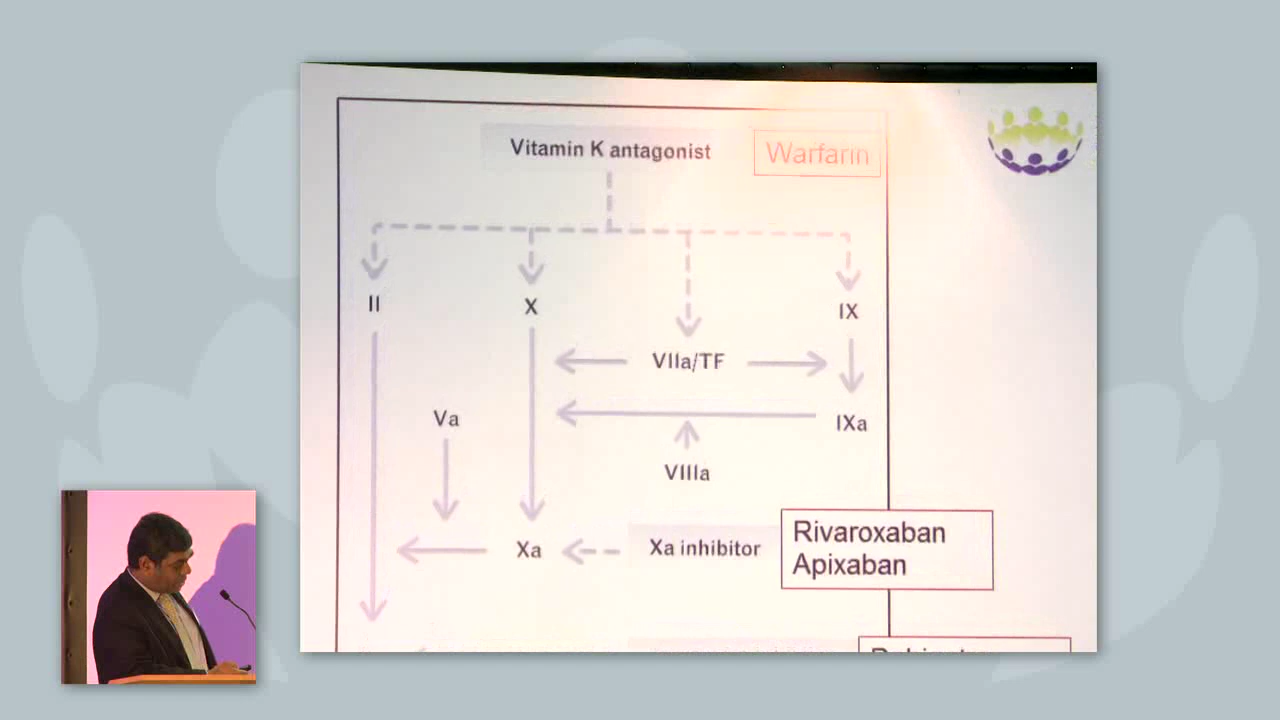 Vitamin K antagonist
Warfarin
II
X
IX
VIIa/TF
Va
IXa
VIIIa
Xa
Xa inhibitor
Rivaroxaban
Apixaban